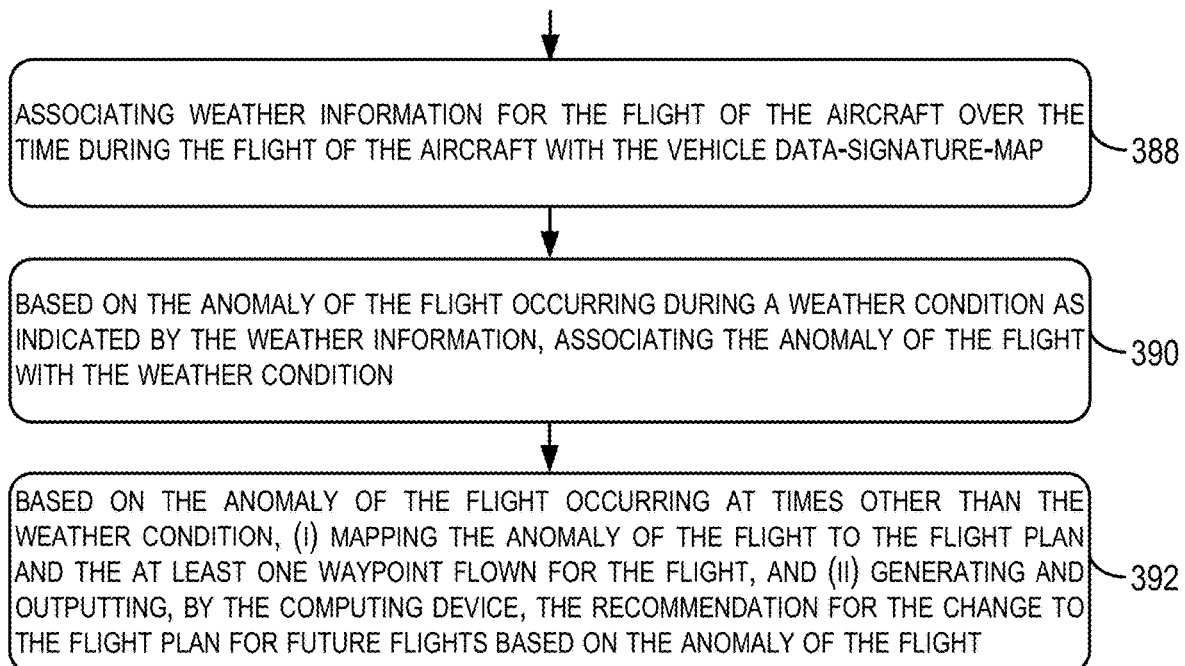 ASSOCIATING WEATHER INFORMATION FOR THE FLIGHT OF THE AIRCRAFT OVER THE
TIME DURING THE FLIGHT OF THE AIRCRAFT WITH THE VEHICLE DATA-SIGNATURE-MAP
388
BASED ON THE ANOMALY OF THE FLIGHT OCCURRING DURING A WEATHER CONDITION AS
INDICATED BY THE WEATHER INFORMATION, ASSOCIATING THE ANOMALY OF THE FLIGHT
WITH THE WEATHER CONDITION
390
BASED ON THE ANOMALY OF THE FLIGHT OCCURRING AT TIMES OTHER THAN THE
WEATHER CONDITION, (I) MAPPING THE ANOMALY OF THE FLIGHT TO THE FLIGHT PLAN
AND THE AT LEAST ONE WAYPOINT FLOWN FOR THE FLIGHT, AND (II) GENERATING AND
OUTPUTTING, BY THE COMPUTING DEVICE, THE RECOMMENDATION FOR THE CHANGE TO
THE FLIGHT PLAN FOR FUTURE FLIGHTS BASED ON THE ANOMALY OF THE FLIGHT
392